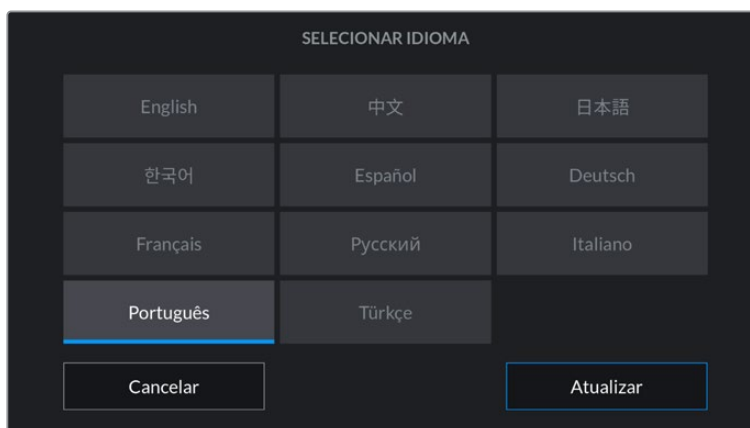 SELECIONAR IDIOMA
English 中文 日本語
한국어 Español Deutsch
Français Русский Italiano
Português Türkçe
Cancelar Atualizar